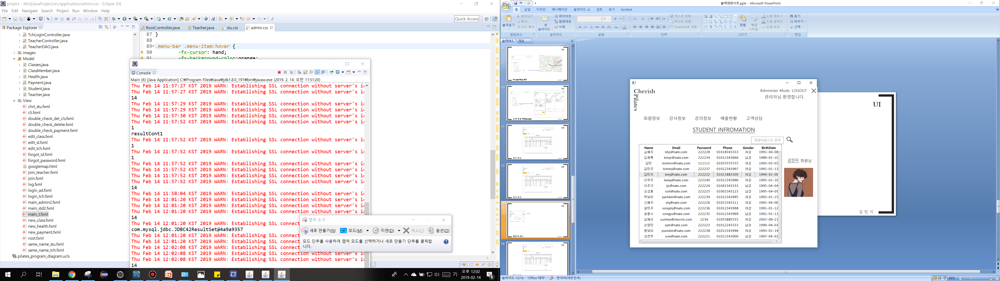 project - MinjiJavaProject/src/application/admin.css - Eclipse IDE
File Edit Navigate Search Project Run Window Help
Quick Access
Package Explorer
TchLoginController.java
TeacherController.java
TeacherDAO.java
images
Model
Classes.java
ClassMember.java
Health.java
Payment.java
Student.java
Teacher.java
View
chrt_stu.fxml
cli.fxml
double_check_del_cls.fxml
double_check_delete.fxml
double_check_payment.fxml
edit_class.fxml
edit_st.fxml
edit_tch.fxml
forgot_id.fxml
forgot_password.fxml
googlemap.html
join_teacher.fxml
join.fxml
log.fxml
login_ad.fxml
login_tch.fxml
main_admin2.fxml
main_std2.fxml
main_t.fxml
new_class.fxml
new_health.fxml
new_payment.fxml
root.fxml
same_name_stu.fxml
same_name_tch.fxml
pilates_program_diagram.ucls
RootController.java Teacher.java stu.css admin.css
87 }
88
89 .menu-bar .menu-item:hover {
90 -fx-cursor: hand;
91 -fx-background-color:orange;
Console
Main (6) [Java Application] C:₩Program Files₩Java₩jdk1.8.0_191₩bin₩javaw.exe (2019. 2. 14. 오전 11:51:20)
Thu Feb 14 11:57:27 KST 2019 WARN: Establishing SSL connection without server's i
Thu Feb 14 11:57:27 KST 2019 WARN: Establishing SSL connection without server's i
14
Thu Feb 14 11:57:29 KST 2019 WARN: Establishing SSL connection without server's i
Thu Feb 14 11:57:29 KST 2019 WARN: Establishing SSL connection without server's i
Thu Feb 14 11:57:30 KST 2019 WARN: Establishing SSL connection without server's i
Thu Feb 14 11:57:52 KST 2019 WARN: Establishing SSL connection without server's i
1
resultCont1
Thu Feb 14 11:57:52 KST 2019 WARN: Establishing SSL connection without server's i
1
Thu Feb 14 11:57:52 KST 2019 WARN: Establishing SSL connection without server's i
1
Thu Feb 14 11:57:52 KST 2019 WARN: Establishing SSL connection without server's i
Thu Feb 14 11:57:52 KST 2019 WARN: Establishing SSL connection without server's i
Thu Feb 14 11:57:52 KST 2019 WARN: Establishing SSL connection without server's i
Thu Feb 14 11:57:52 KST 2019 WARN: Establishing SSL connection without server's i
14
Thu Feb 14 11:58:04 KST 2019 WARN: Establishing SSL connection without server's i
Thu Feb 14 12:01:20 KST 2019 WARN: Establishing SSL connection without server's i
Thu Feb 14 12:01:20 KST 2019 WARN: Establishing SSL connection without server's i
Thu Feb 14 12:01:20 KST 2019 WARN: Establishing SSL connection without server's i
14
Thu Feb 14 12:01:20 KST 2019 WARN: Establishing SSL connect
com.mysql.jdbc.JDBC42ResultSet@4a9a9357
Thu Feb 14 12:01:20 KST 2019 WARN: Establishing SSL connect
Thu Feb 14 12:01:20 KST 2019 WARN: Establishing SSL connect
Thu Feb 14 12:02:08 KST 2019 WARN: Establishing SSL connect
Thu Feb 14 12:02:08 KST 2019 WARN: Establishing SSL connection without server's i
Thu Feb 14 12:02:08 KST 2019 WARN: Establishing SSL connection without server's i
14
캡처 도구
새로 만들기(N) 모드(M) 지연(D) 취소(C) 옵션(O)
모드 단추를 사용하여 캡처 모드를 선택하거나 새로 만들기 단추를 클릭합
니다.
가
오후 12:02
2019-02-14
6
블랙앤화이트.pptx - Microsoft PowerPoint
홈 삽입 디자인 애니메이션 슬라이드 쇼 검토 보기 Acrobat
붙여넣기 잘라내기 복사 서식 복사
새 슬라이드 레이아웃 원래대로 삭제
18
텍스트 방향 텍스트 맞춤 SmartArt로 변환
정렬 빠른 스타일 도형 채우기 도형 윤곽선 도형 효과
찾기 바꾸기 선택
클립보드 슬라이드 글꼴 단락 그리기 편집
슬라이드 개요
9
UI
Google Map API
10
UI
11
UI
강사 모드
12
UI
강사 모드
13
관리자 모드
14
UI
UI
김 민 지
Cherish
Pilates
Administer Mode LOGOUT
관리자님 환영합니다.
회원정보 강사정보 강의정보 매출현황 고객상담
STUDENT INFROMATION
회원이름으로 검색
Name Email Password Phone Gender BirthDate
김혜지 khji@nate.com 222228 01018343333 여성 1991-04-08
김재록 kimjr@nate.com 222234 01012343666 남성 1989-01-10
김민 kimmin@nate.com 111111 01055555555 여성 1993-03-03
김민주 kimmj@nate.com 222237 01012343997 여성 1991-01-13
김민지 kmj@nate.com 222222 01011883300 여성 1994-01-06
이우주 leewj@nate.com 222240 01012343996 여성 1995-01-16
이주석 ljs@nate.com 222224 01042343333 남성 1995-04-04
오성훈 osh@nate.com 222225 01002343123 남성 1995-04-05
박보미 parkbm@nate.com 222239 01012343995 여성 1993-01-15
신혜지 shj@nate.com 222226 01072343311 여성 1991-04-06
송민주 songmj@nate.com 222236 01012343998 여성 1991-01-12
송용수 songys@nate.com 222235 01012343999 남성 1991-01-11
김체리 sunhee@cherish.com 1234 01055885555 여성 2007-09-21
손영민 sym@nate.com 222223 01012243333 남성 1990-04-03
윤보미 yoonbm@nate.com 222238 01012343996 여성 1993-01-14
성찬우 scw@nate.com 222221 01012343000 남성 1997-04-01
김민지 회원님
슬라이드 13/16 "Office 테마" 한국어(대한민국) 66%